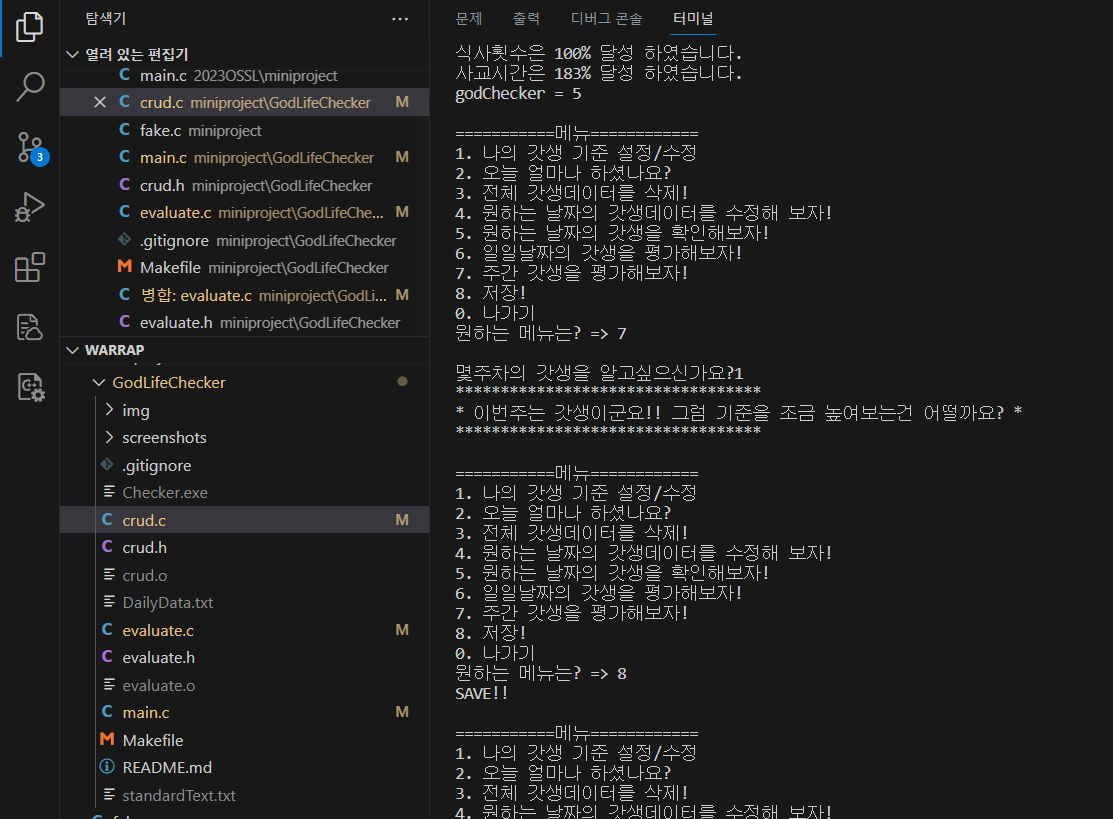 탐색기
열려 있는 편집기
main.c 2023OSSL\miniproject
crud.c miniproject\GodLifeChecker M
fake.c miniproject
main.c miniproject\GodLifeChecker M
crud.h miniproject\GodLifeChecker
evaluate.c miniproject\GodLifeChe... M
.gitignore miniproject\GodLifeChecker
Makefile miniproject\GodLifeChecker
병합: evaluate.c miniproject\GodLi... M
evaluate.h miniproject\GodLifeChecker
WARRAP
GodLifeChecker
img
screenshots
.gitignore
Checker.exe
crud.c M
crud.h
crud.o
DailyData.txt
evaluate.c M
evaluate.h
evaluate.o
main.c M
Makefile
README.md
standardText.txt
3
문제 출력 디버그 콘솔 터미널
식사횟수은 100% 달성 하였습니다.
사교시간은 183% 달성 하였습니다.
godChecker = 5
===========메뉴============
1. 나의 갓생 기준 설정/수정
2. 오늘 얼마나 하셨나요?
3. 전체 갓생데이터를 삭제!
4. 원하는 날짜의 갓생데이터를 수정해 보자!
5. 원하는 날짜의 갓생을 확인해보자!
6. 일일날짜의 갓생을 평가해보자!
7. 주간 갓생을 평가해보자!
8. 저장!
0. 나가기
원하는 메뉴는? => 7
몇주차의 갓생을 알고싶으신가요?1
**********************************
* 이번주는 갓생이군요!! 그럼 기준을 조금 높여보는건 어떨까요? *
**********************************
===========메뉴============
1. 나의 갓생 기준 설정/수정
2. 오늘 얼마나 하셨나요?
3. 전체 갓생데이터를 삭제!
4. 원하는 날짜의 갓생데이터를 수정해 보자!
5. 원하는 날짜의 갓생을 확인해보자!
6. 일일날짜의 갓생을 평가해보자!
7. 주간 갓생을 평가해보자!
8. 저장!
0. 나가기
원하는 메뉴는? => 8
SAVE!!
===========메뉴============
1. 나의 갓생 기준 설정/수정
2. 오늘 얼마나 하셨나요?
3. 전체 갓생데이터를 삭제!
4. 원하는 날짜의 갓생데이터를 수정해 보자!